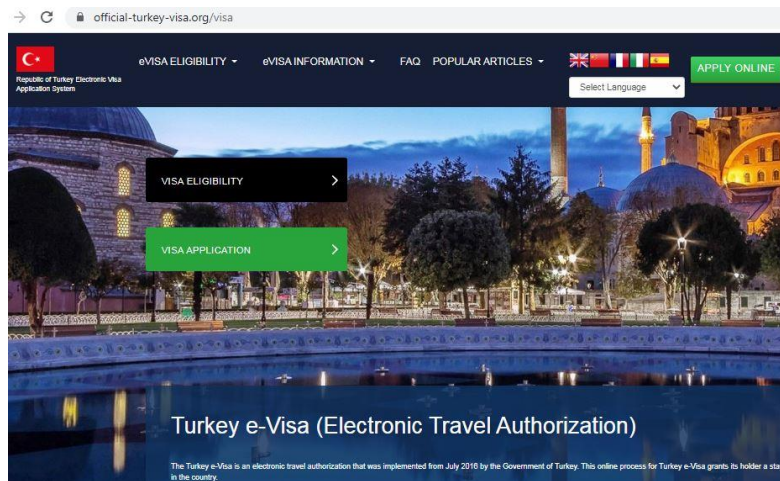 official-turkey-visa.org/visa
eVISA ELIGIBILITY
eVISA INFORMATION
FAQ
POPULAR ARTICLES
Select Language
APPLY ONLINE
Republic of Turkey Electronic Visa
Application System
VISA ELIGIBILITY
VISA APPLICATION
Turkey e-Visa (Electronic Travel Authorization)
The Turkey e-Visa is an electronic travel authorization that was implemented from July 2016 by the Government of Turkey. This online process for Turkey e-Visa grants its holder a sta
in the country.